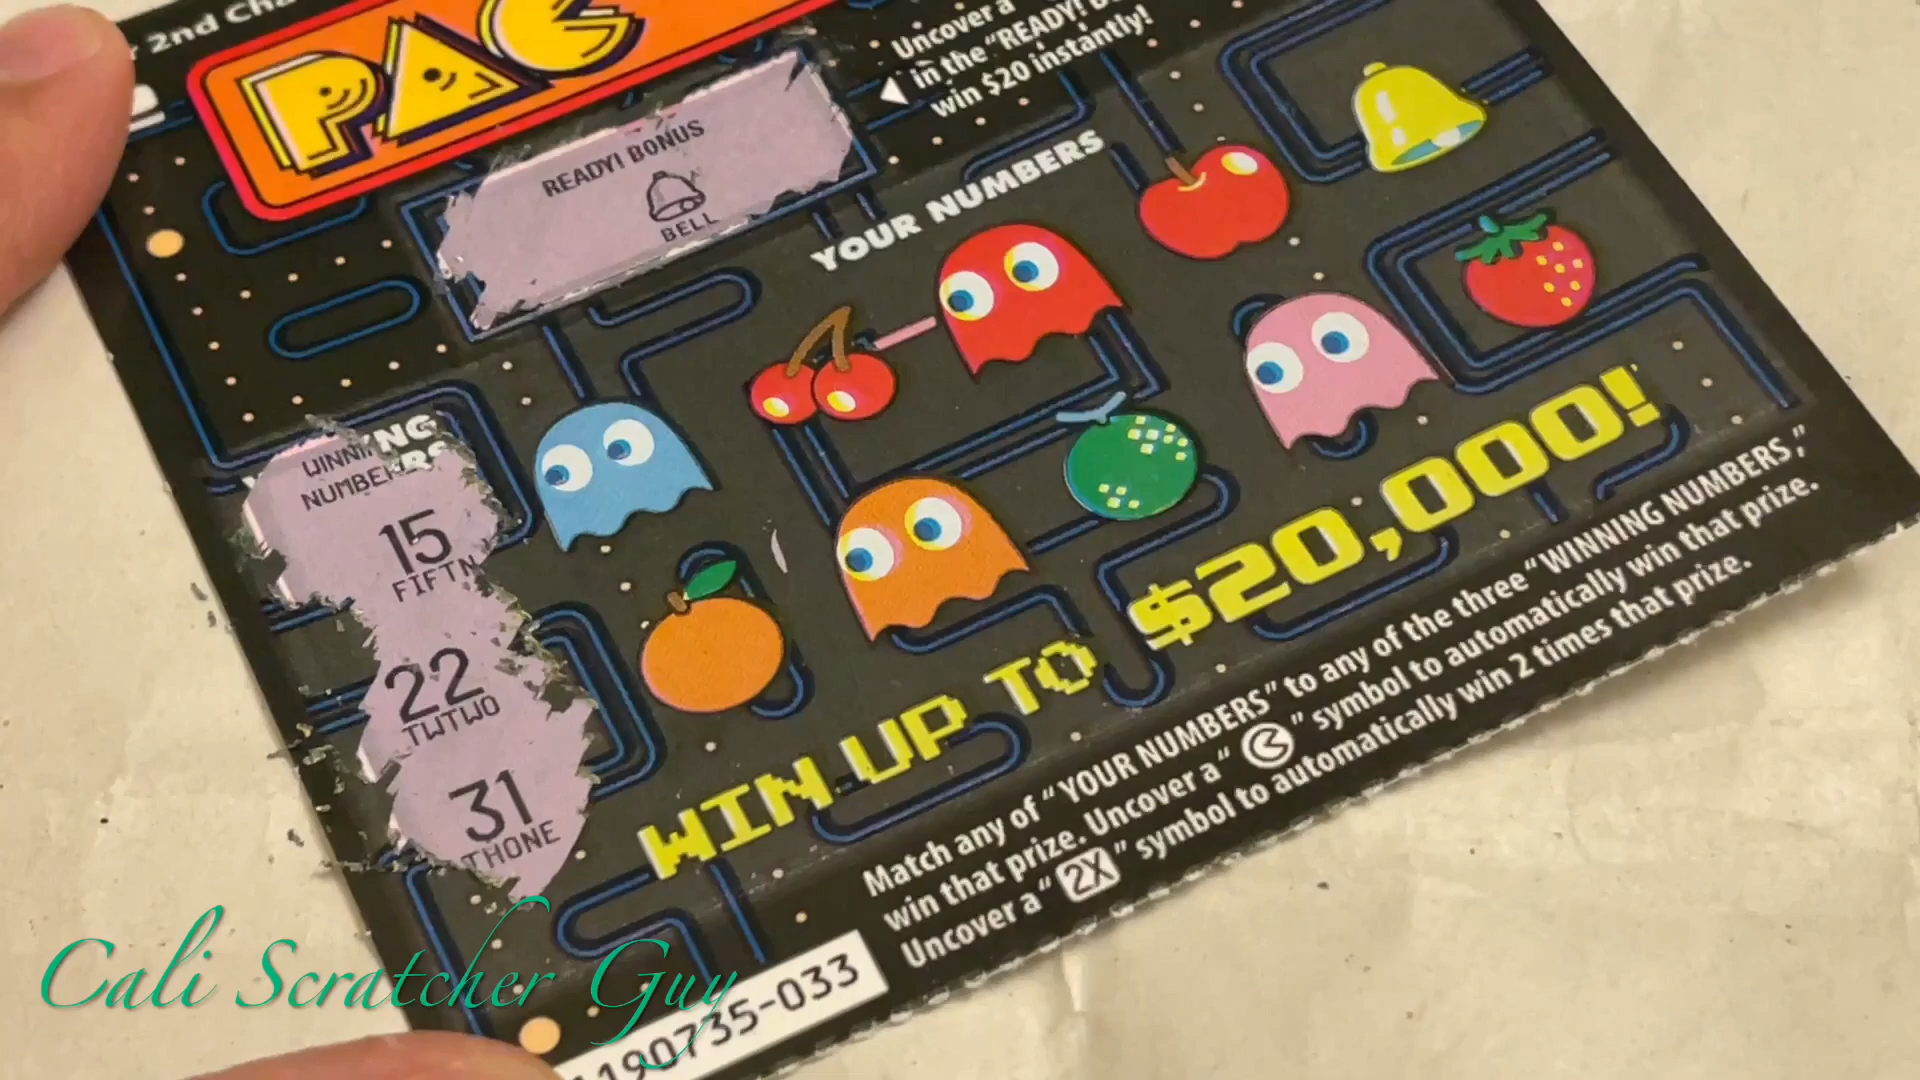 2nd Cha
PAC
Uncover a
in the "READY! B
win $20 instantly!
READY! BONUS
BELL
YOUR NUMBERS
WINNING
NUMBERS
15
FIFTN
22
TWTWO
31
THONE
WIN UP TO $20,000!
Match any of "YOUR NUMBERS" to any of the three "WINNING NUMBERS,"
win that prize. Uncover a " " symbol to automatically win that prize.
Uncover a "2X" symbol to automatically win 2 times that prize.
190735-033
Cali Scratcher Guy